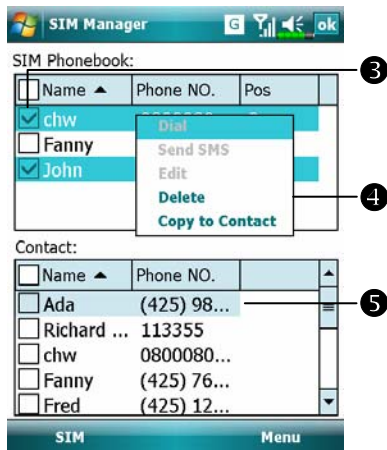 SIM Manager G ok
SIM Phonebook:
Name Phone NO. Pos
chw
Dial
Fanny
Send SMS
John
Edit
Delete
Copy to Contact
Contact:
Name Phone NO.
Ada (425) 98...
Richard ... 113355
chw 0800080...
Fanny (425) 76...
Fred (425) 12...
SIM Menu
3
4
5